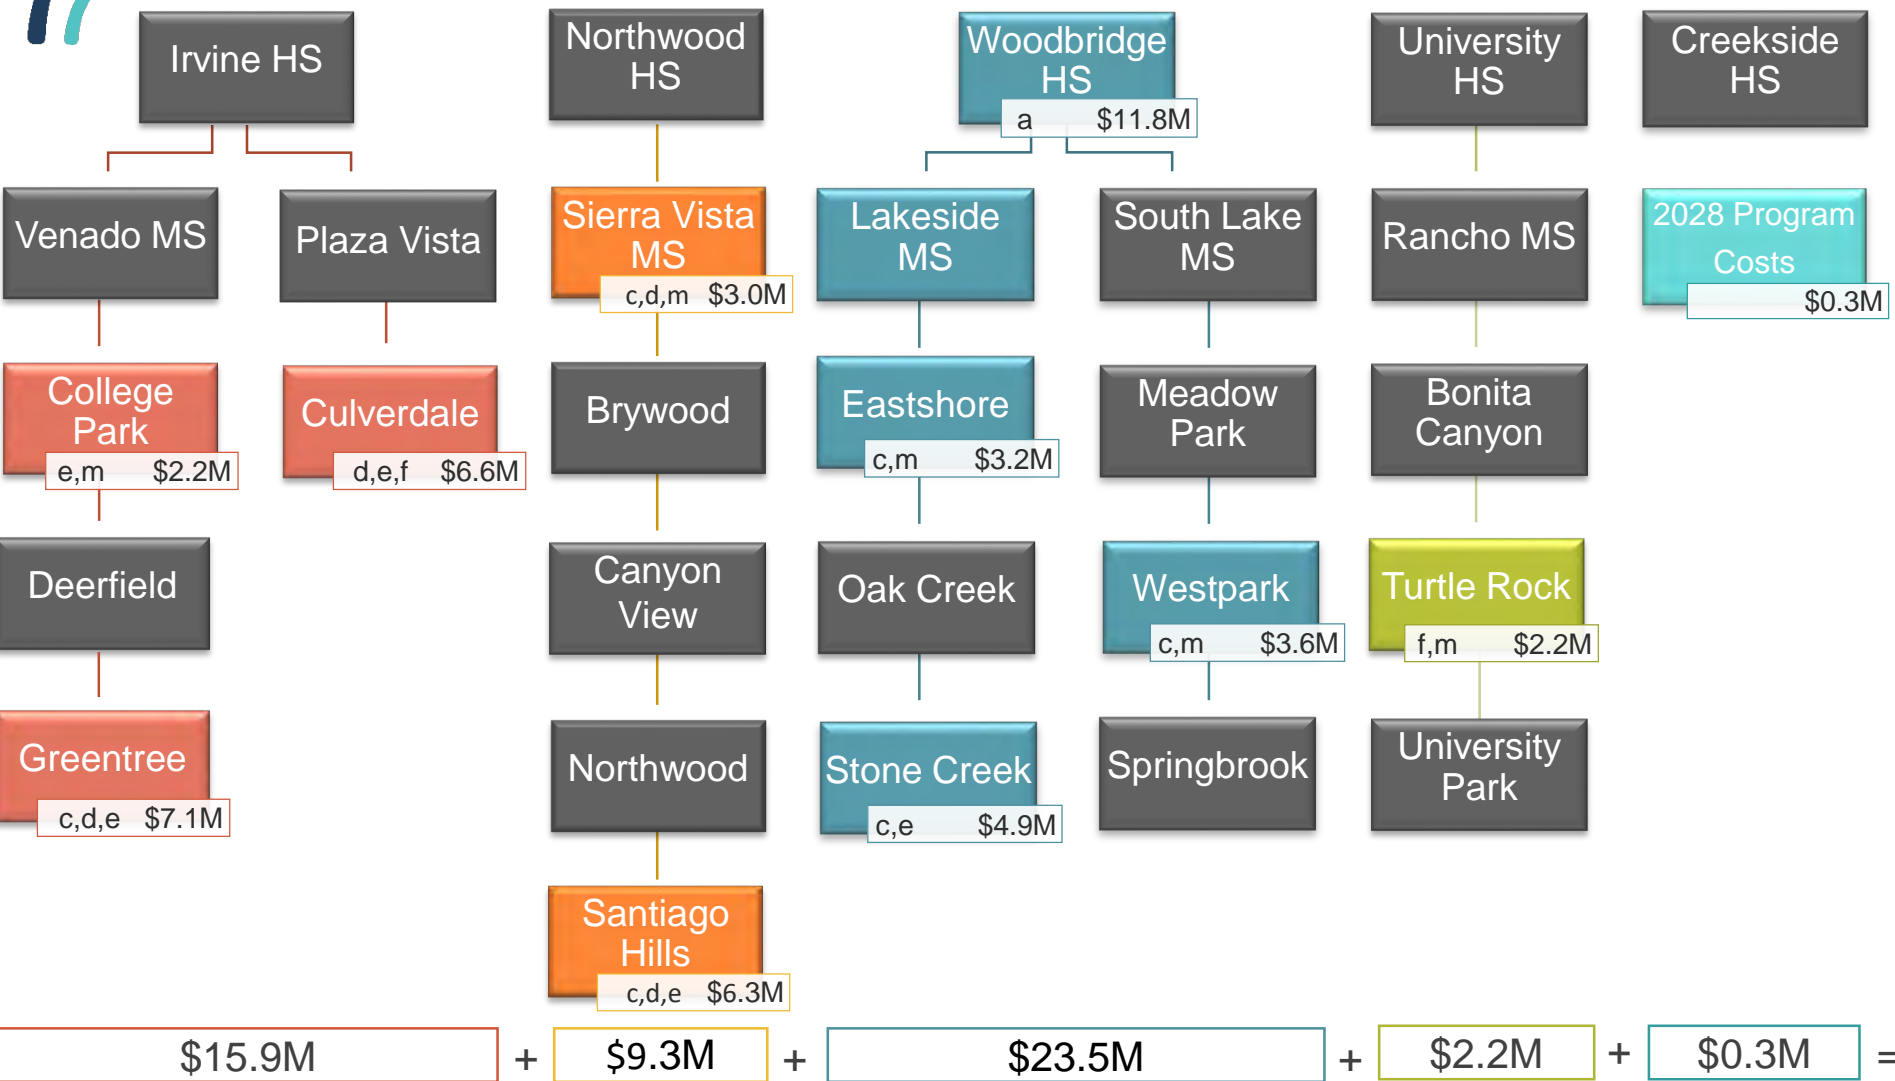 Irvine HS
Northwood
HS
Woodbridge
HS
a $11.8M
University
HS
Creekside
HS
Venado MS
Plaza Vista
Sierra Vista
MS
c,d,m $3.0M
Lakeside
MS
South Lake
MS
Rancho MS
2028 Program
Costs
$0.3M
College
Park
e,m $2.2M
Culverdale
d,e,f $6.6M
Brywood
Eastshore
c,m $3.2M
Meadow
Park
Bonita
Canyon
Deerfield
Canyon
View
Oak Creek
Westpark
c,m $3.6M
Turtle Rock
f,m $2.2M
Greentree
c,d,e $7.1M
Northwood
Stone Creek
c,e $4.9M
Springbrook
University
Park
Santiago
Hills
c,d,e $6.3M
$15.9M + $9.3M + $23.5M + $2.2M + $0.3M =